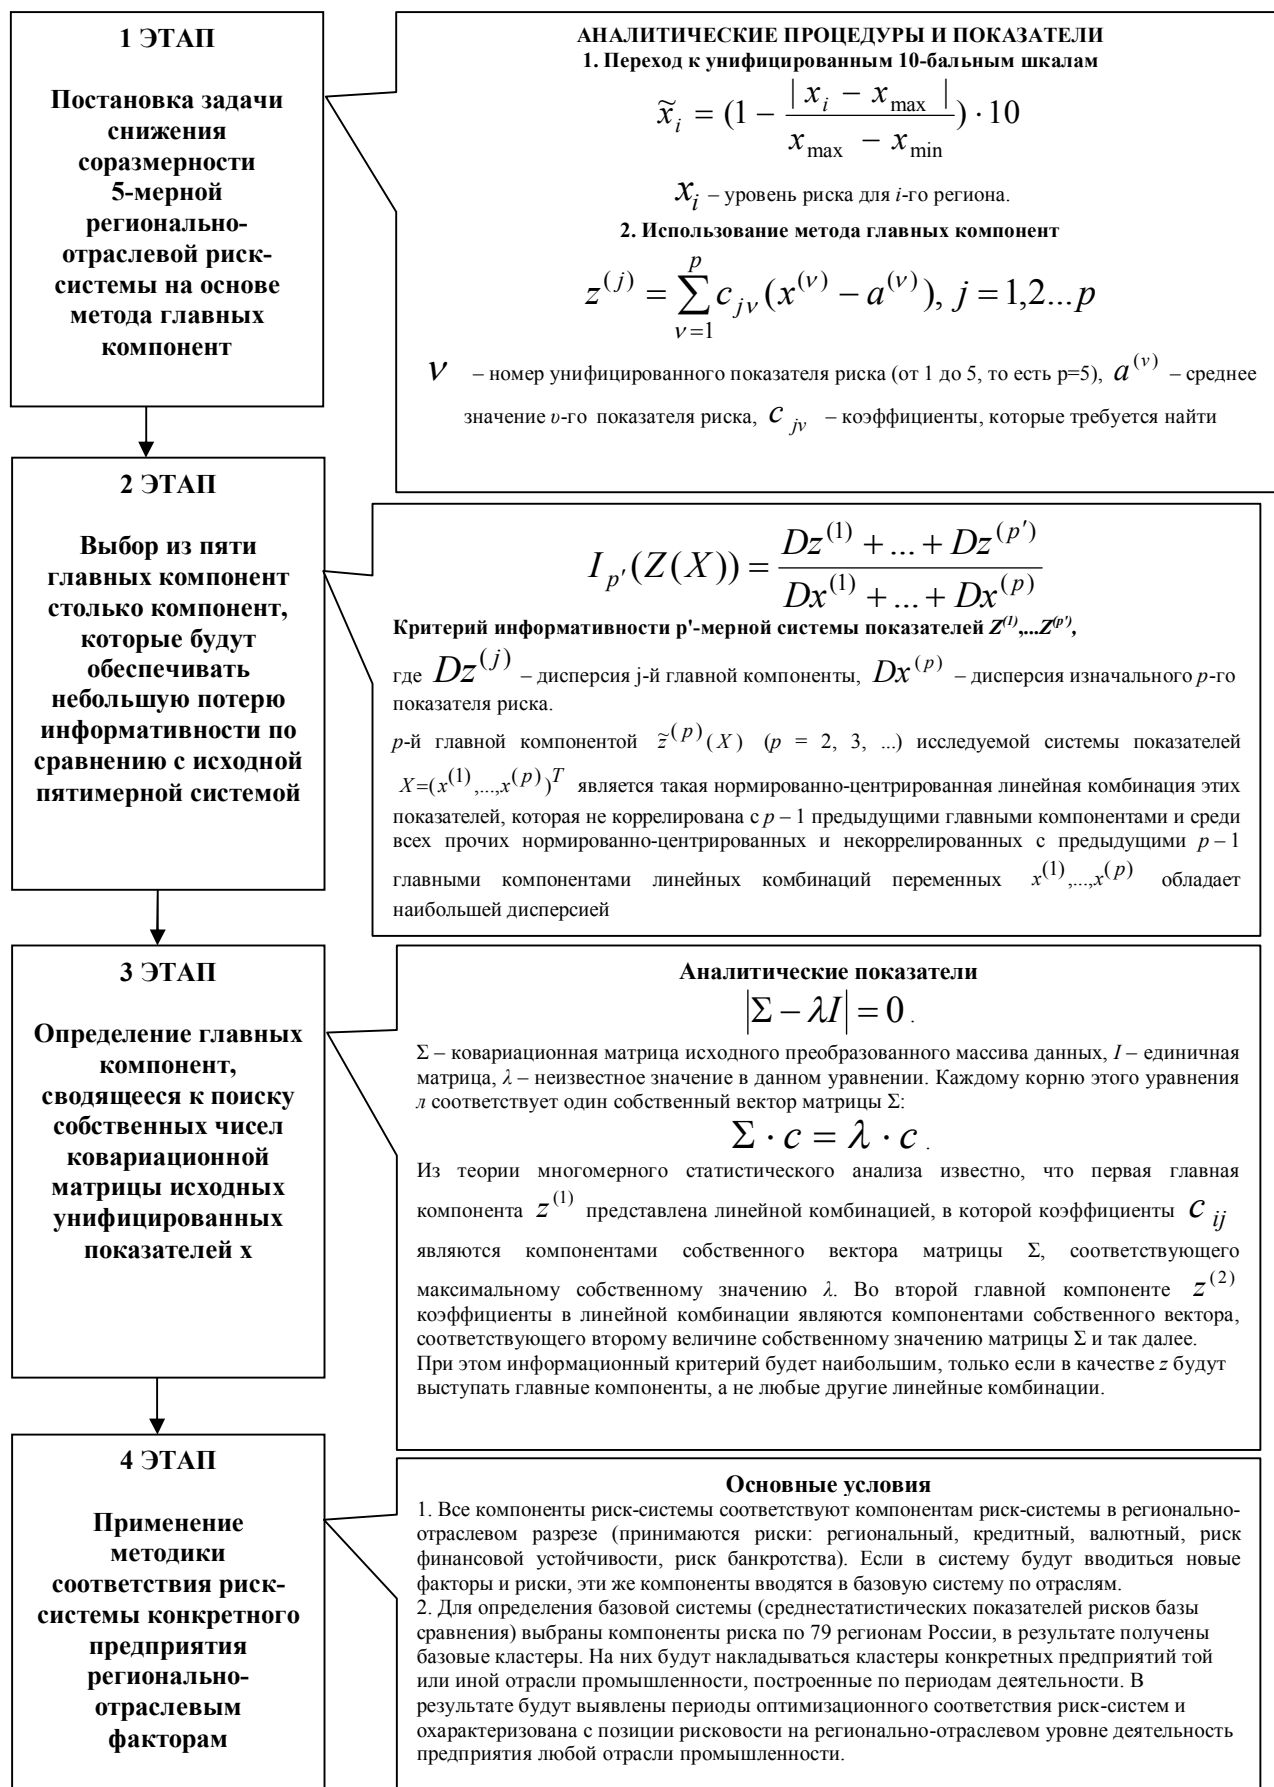 1 ЭТАП
Постановка задачи
снижения
соразмерности
5-мерной
регионально-
отраслевой риск-
системы на основе
метода главных
компонент
АНАЛИТИЧЕСКИЕ ПРОЦЕДУРЫ И ПОКАЗАТЕЛИ
1. Переход к унифицированным 10-бальным шкалам
x̃_i = (1 − | x_i − x_max | / (x_max − x_min)) · 10
x_i – уровень риска для i-го региона.
2. Использование метода главных компонент
z^(j) = ∑_{ν=1}^{p} c_{jν}(x^(ν) − a^(ν)), j = 1,2...p
ν – номер унифицированного показателя риска (от 1 до 5, то есть p=5), a^(ν) – среднее
значение υ-го показателя риска, c_{jν} – коэффициенты, которые требуется найти
2 ЭТАП
Выбор из пяти
главных компонент
столько компонент,
которые будут
обеспечивать
небольшую потерю
информативности по
сравнению с исходной
пятимерной системой
I_{p'}(Z(X)) = (Dz^(1) + ... + Dz^(p')) / (Dx^(1) + ... + Dx^(p))
Критерий информативности p'-мерной системы показателей Z^(1),...Z^(p'),
где Dz^(j) – дисперсия j-й главной компоненты, Dx^(p) – дисперсия изначального p-го
показателя риска.
p-й главной компонентой z̃^(p)(X) (p = 2, 3, ...) исследуемой системы показателей
X=(x^(1),...,x^(p))^T является такая нормированно-центрированная линейная комбинация этих
показателей, которая не коррелирована с p – 1 предыдущими главными компонентами и среди
всех прочих нормированно-центрированных и некоррелированных с предыдущими p – 1
главными компонентами линейных комбинаций переменных x^(1),...,x^(p) обладает
наибольшей дисперсией
3 ЭТАП
Определение главных
компонент,
сводящееся к поиску
собственных чисел
ковариационной
матрицы исходных
унифицированных
показателей x
Аналитические показатели
|Σ − λI| = 0 .
Σ – ковариационная матрица исходного преобразованного массива данных, I – единичная
матрица, λ – неизвестное значение в данном уравнении. Каждому корню этого уравнения
л соответствует один собственный вектор матрицы Σ:
Σ · c = λ · c .
Из теории многомерного статистического анализа известно, что первая главная
компонента z^(1) представлена линейной комбинацией, в которой коэффициенты c_{ij}
являются компонентами собственного вектора матрицы Σ, соответствующего
максимальному собственному значению λ. Во второй главной компоненте z^(2)
коэффициенты в линейной комбинации являются компонентами собственного вектора,
соответствующего второму величине собственному значению матрицы Σ и так далее.
При этом информационный критерий будет наибольшим, только если в качестве z будут
выступать главные компоненты, а не любые другие линейные комбинации.
4 ЭТАП
Применение
методики
соответствия риск-
системы конкретного
предприятия
регионально-
отраслевым
факторам
Основные условия
1. Все компоненты риск-системы соответствуют компонентам риск-системы в регионально-
отраслевом разрезе (принимаются риски: региональный, кредитный, валютный, риск
финансовой устойчивости, риск банкротства). Если в систему будут вводиться новые
факторы и риски, эти же компоненты вводятся в базовую систему по отраслям.
2. Для определения базовой системы (среднестатистических показателей рисков базы
сравнения) выбраны компоненты риска по 79 регионам России, в результате получены
базовые кластеры. На них будут накладываться кластеры конкретных предприятий той
или иной отрасли промышленности, построенные по периодам деятельности. В
результате будут выявлены периоды оптимизационного соответствия риск-систем и
охарактеризована с позиции рисковости на регионально-отраслевом уровне деятельность
предприятия любой отрасли промышленности.